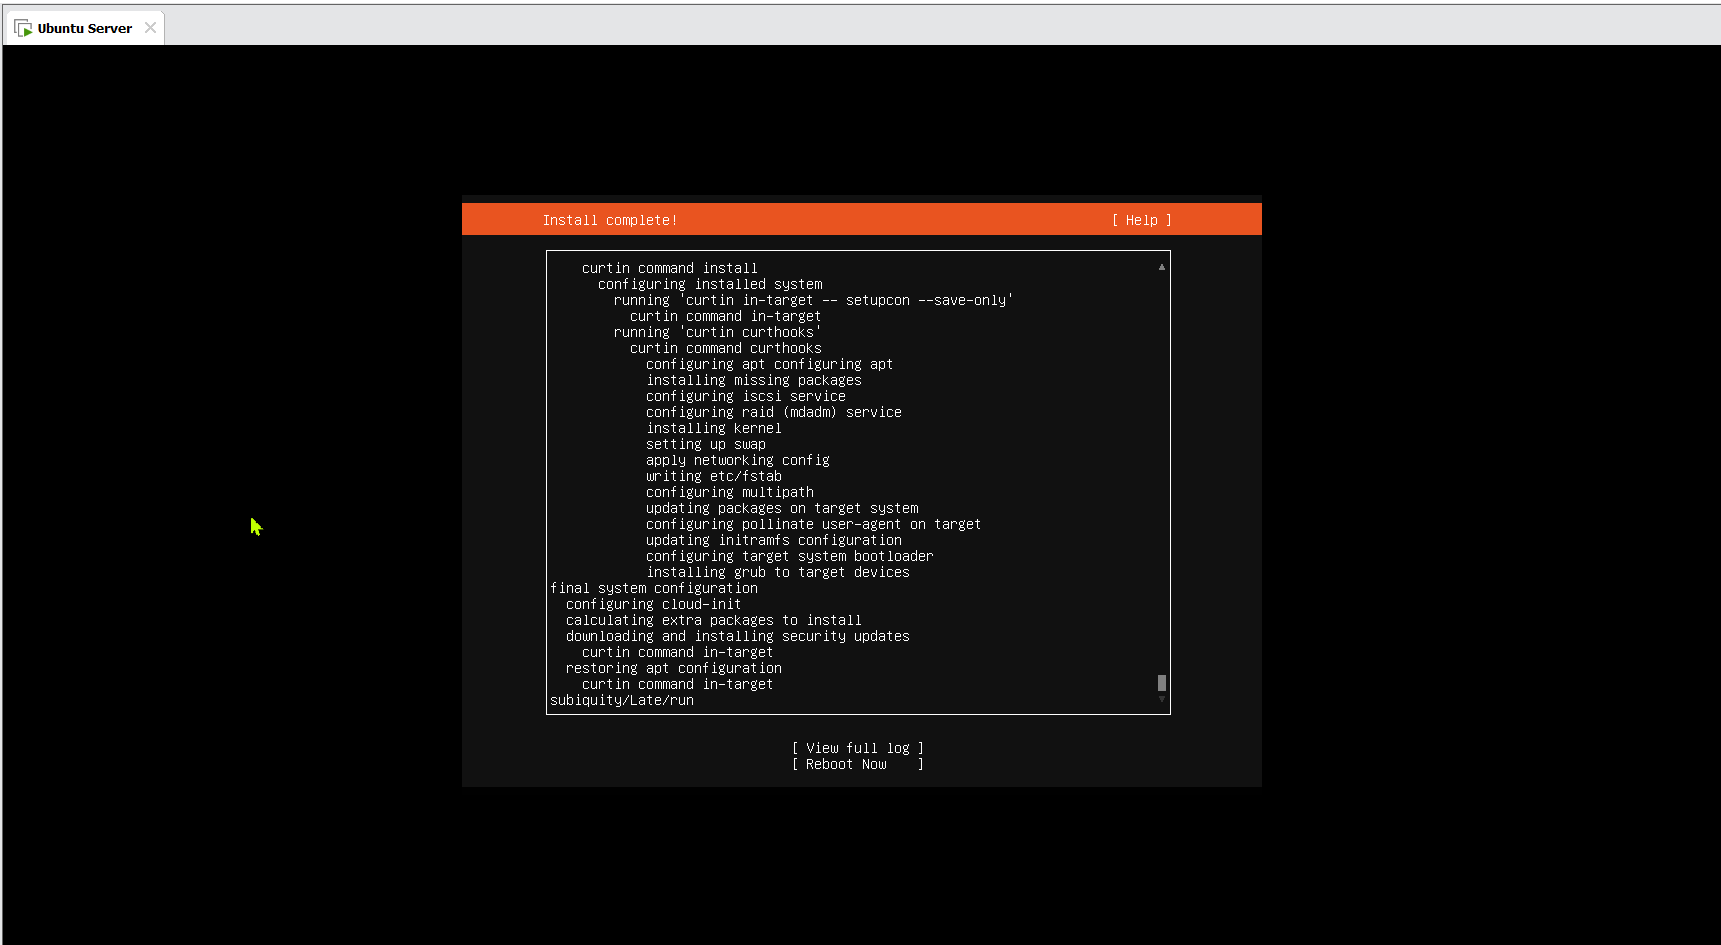 Ubuntu Server
Install complete! [ Help ]
curtin command install
configuring installed system
running 'curtin in-target -- setupcon --save-only'
curtin command in-target
running 'curtin curthooks'
curtin command curthooks
configuring apt configuring apt
installing missing packages
configuring iscsi service
configuring raid (mdadm) service
installing kernel
setting up swap
apply networking config
writing etc/fstab
configuring multipath
updating packages on target system
configuring pollinate user-agent on target
updating initramfs configuration
configuring target system bootloader
installing grub to target devices
final system configuration
configuring cloud-init
calculating extra packages to install
downloading and installing security updates
curtin command in-target
restoring apt configuration
curtin command in-target
subiquity/Late/run
[ View full log ]
[ Reboot Now ]